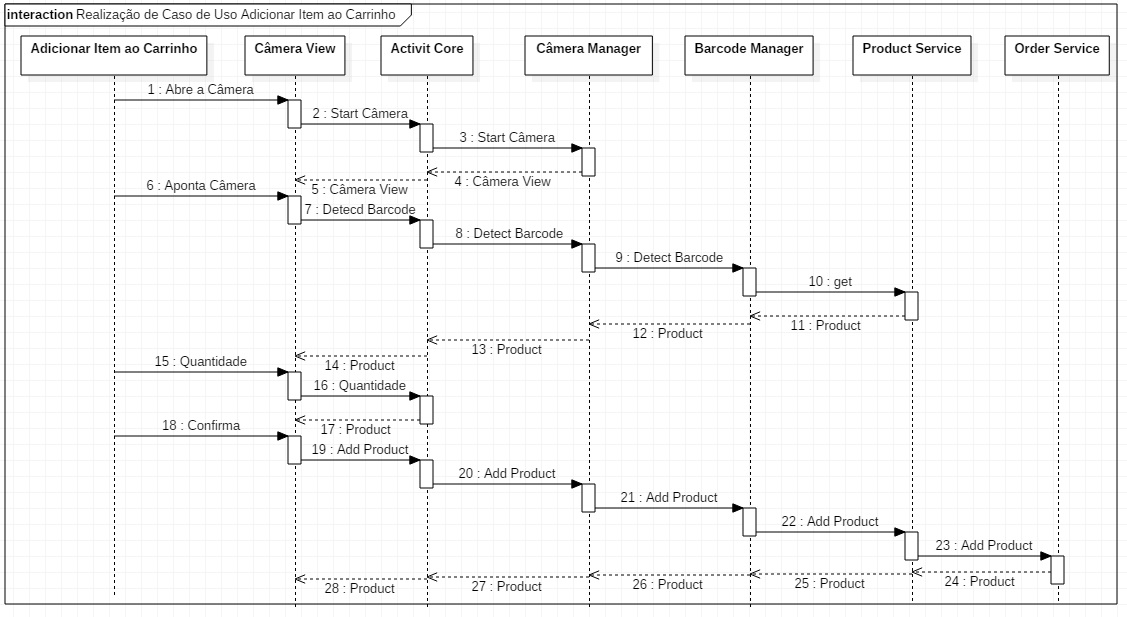 interaction Realização de Caso de Uso Adicionar Item ao Carrinho
Adicionar Item ao Carrinho
Câmera View
Activit Core
Câmera Manager
Barcode Manager
Product Service
Order Service
1 : Abre a Câmera
2 : Start Câmera
3 : Start Câmera
4 : Câmera View
5 : Câmera View
6 : Aponta Câmera
7 : Detecd Barcode
8 : Detect Barcode
9 : Detect Barcode
10 : get
11 : Product
12 : Product
13 : Product
14 : Product
15 : Quantidade
16 : Quantidade
17 : Product
18 : Confirma
19 : Add Product
20 : Add Product
21 : Add Product
22 : Add Product
23 : Add Product
24 : Product
25 : Product
26 : Product
27 : Product
28 : Product